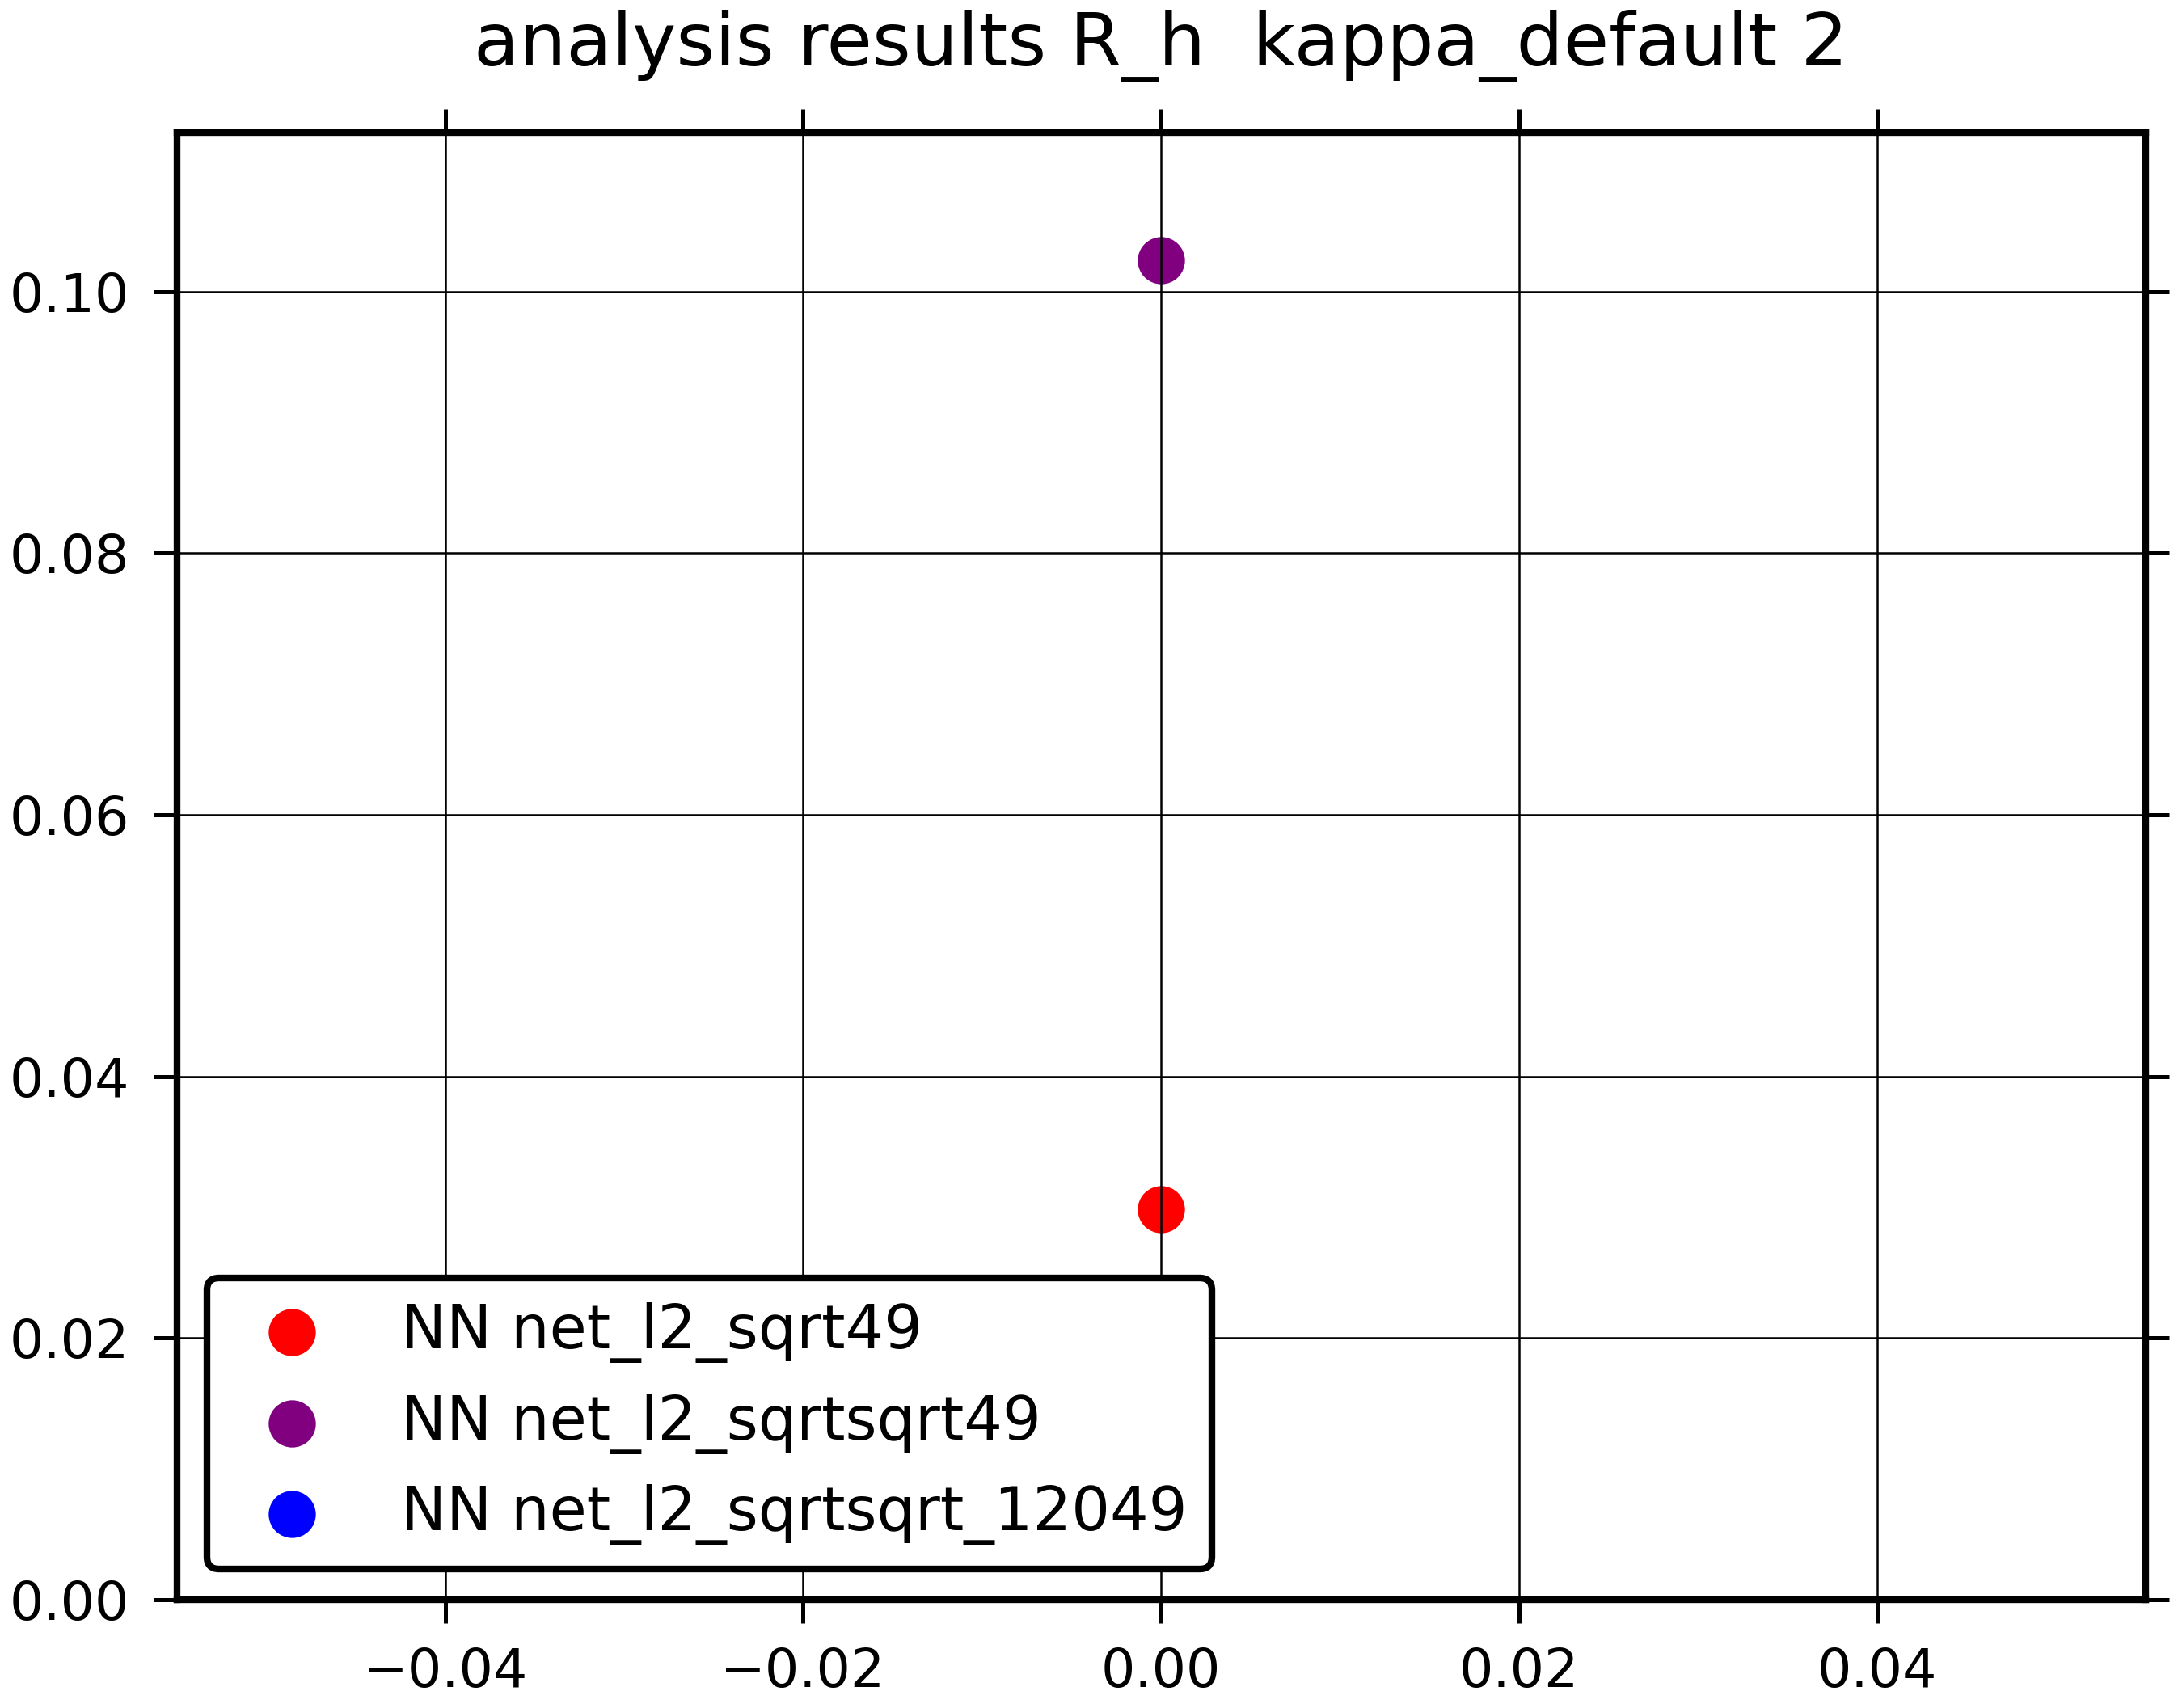 analysis results R_h  kappa_default 2
0.10
0.08
0.06
0.04
0.02
0.00
NN net_l2_sqrt49
NN net_l2_sqrtsqrt49
NN net_l2_sqrtsqrt_12049
−0.04 −0.02 0.00 0.02 0.04